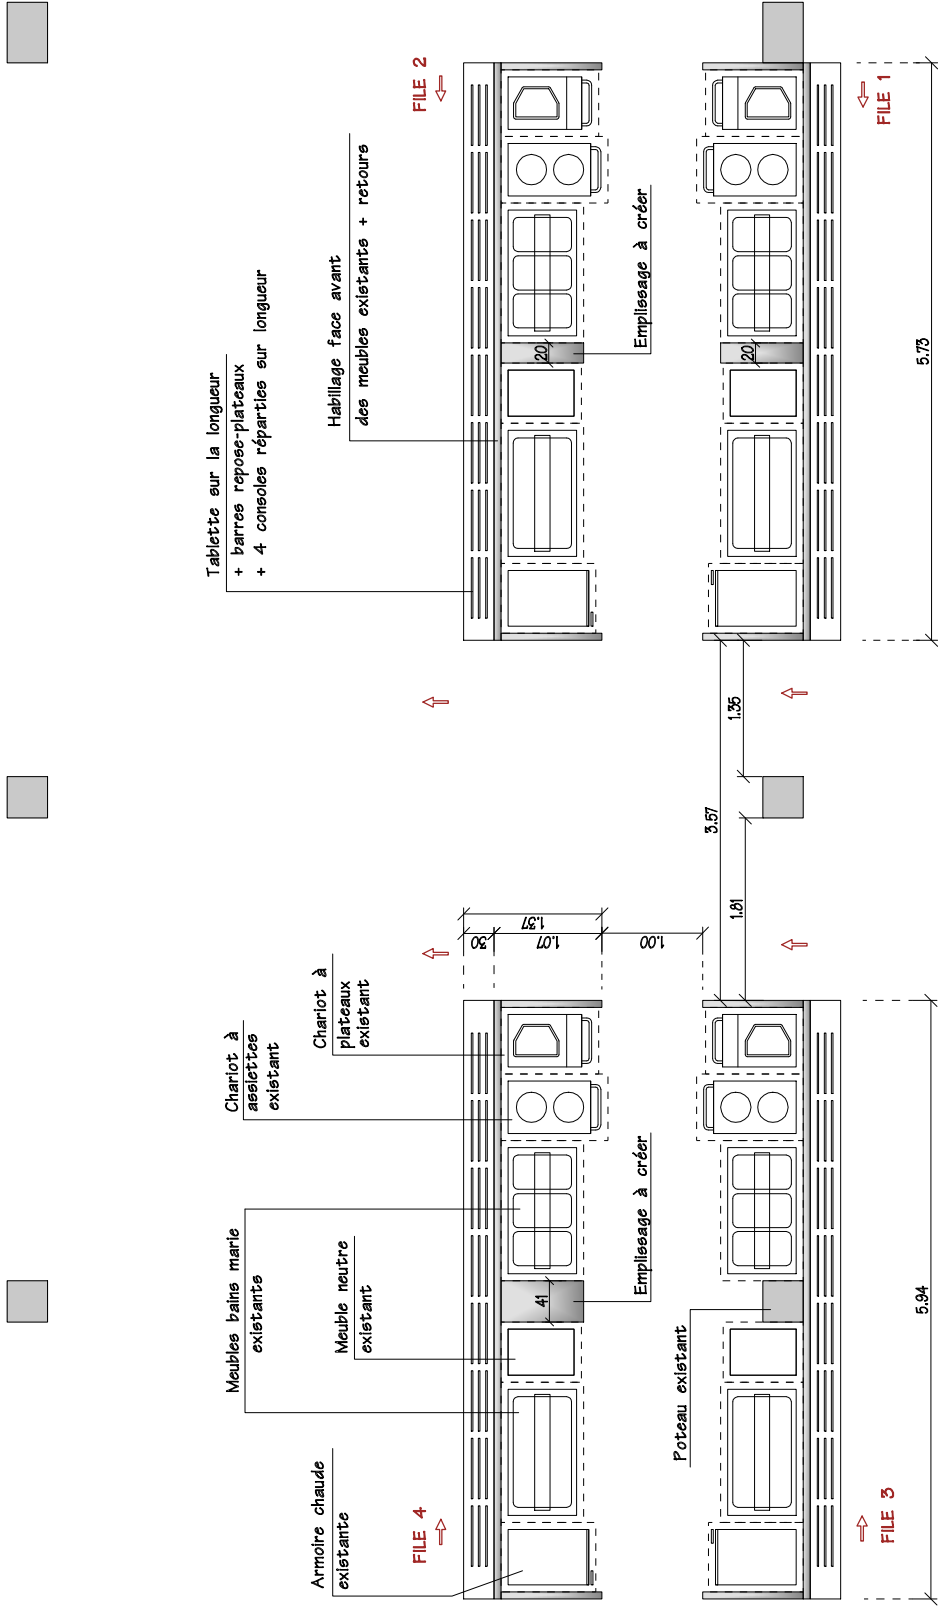 Tablette sur la longueur
+ barres repose-plateaux
+ 4 consoles réparties sur longueur
Habillage face avant
des meubles existants + retours
FILE 2
Emplissage à créer
20
20
FILE 1
5.73
3.57
1.35
1.81
30
1.07
1.37
1.00
Chariot à
assiettes
existant
Chariot à
plateaux
existant
Meubles bains marie
existants
Meuble neutre
existant
Armoire chaude
existante
FILE 4
41
Emplissage à créer
Poteau existant
FILE 3
5.94